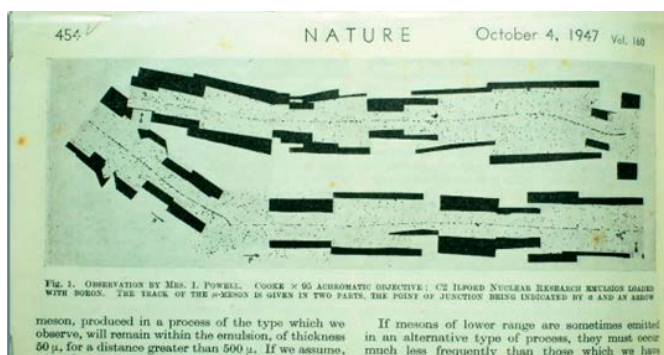 454 NATURE October 4, 1947 Vol. 160
Fig. 1. OBSERVATION BY MRS. I. POWELL. COOKE × 95 ACHROMATIC OBJECTIVE; C2 ILFORD NUCLEAR RESEARCH EMULSION LOADED
WITH BORON. THE TRACK OF THE μ-MESON IS GIVEN IN TWO PARTS, THE POINT OF JUNCTION BEING INDICATED BY a AND AN ARROW
meson, produced in a process of the type which we
observe, will remain within the emulsion, of thickness
50 μ, for a distance greater than 500 μ. If we assume,
If mesons of lower range are sometimes emitted
in an alternative type of process, they must occur
much less frequently than those which we have